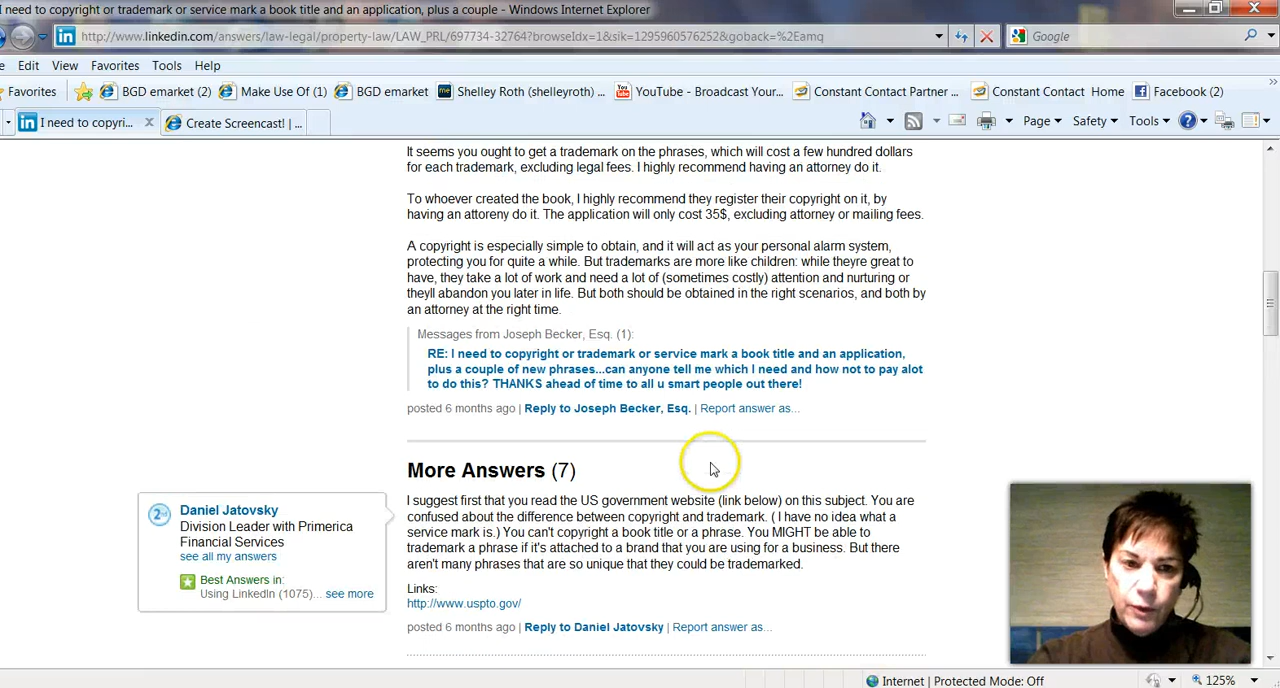 I need to copyright or trademark or service mark a book title and an application, plus a couple - Windows Internet Explorer
http://www.linkedin.com/answers/law-legal/property-law/LAW_PRL/697734-32764?browseIdx=1&sik=1295960576252&goback=%2Eamq
Google
Edit View Favorites Tools Help
Favorites BGD emarket (2) Make Use Of (1) BGD emarket Shelley Roth (shelleyroth) ... YouTube - Broadcast Your... Constant Contact Partner ... Constant Contact Home Facebook (2)
I need to copyri... Create Screencast! | ... Page Safety Tools
It seems you ought to get a trademark on the phrases, which will cost a few hundred dollars
for each trademark, excluding legal fees. I highly recommend having an attorney do it.
To whoever created the book, I highly recommend they register their copyright on it, by
having an attoreny do it. The application will only cost 35$, excluding attorney or mailing fees.
A copyright is especially simple to obtain, and it will act as your personal alarm system,
protecting you for quite a while. But trademarks are more like children: while theyre great to
have, they take a lot of work and need a lot of (sometimes costly) attention and nurturing or
theyll abandon you later in life. But both should be obtained in the right scenarios, and both by
an attorney at the right time.
Messages from Joseph Becker, Esq. (1):
RE: I need to copyright or trademark or service mark a book title and an application,
plus a couple of new phrases...can anyone tell me which I need and how not to pay alot
to do this? THANKS ahead of time to all u smart people out there!
posted 6 months ago | Reply to Joseph Becker, Esq. | Report answer as...
More Answers (7)
2nd
Daniel Jatovsky
Division Leader with Primerica
Financial Services
see all my answers
Best Answers in:
Using LinkedIn (1075)... see more
I suggest first that you read the US government website (link below) on this subject. You are
confused about the difference between copyright and trademark. ( I have no idea what a
service mark is.) You can't copyright a book title or a phrase. You MIGHT be able to
trademark a phrase if it's attached to a brand that you are using for a business. But there
aren't many phrases that are so unique that they could be trademarked.
Links:
http://www.uspto.gov/
posted 6 months ago | Reply to Daniel Jatovsky | Report answer as...
Internet | Protected Mode: Off
125%